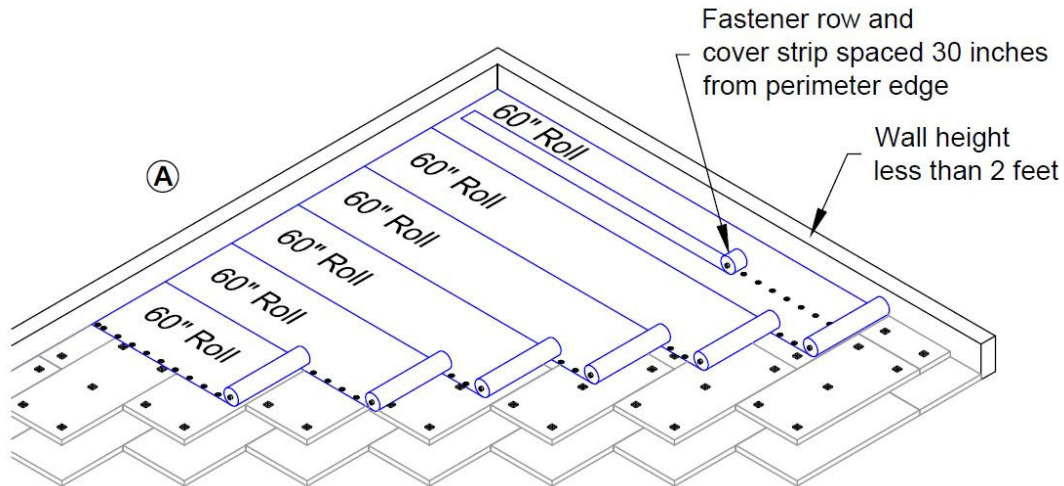 Fastener row and
cover strip spaced 30 inches
from perimeter edge
Wall height
less than 2 feet
A
60" Roll
60" Roll
60" Roll
60" Roll
60" Roll
60" Roll